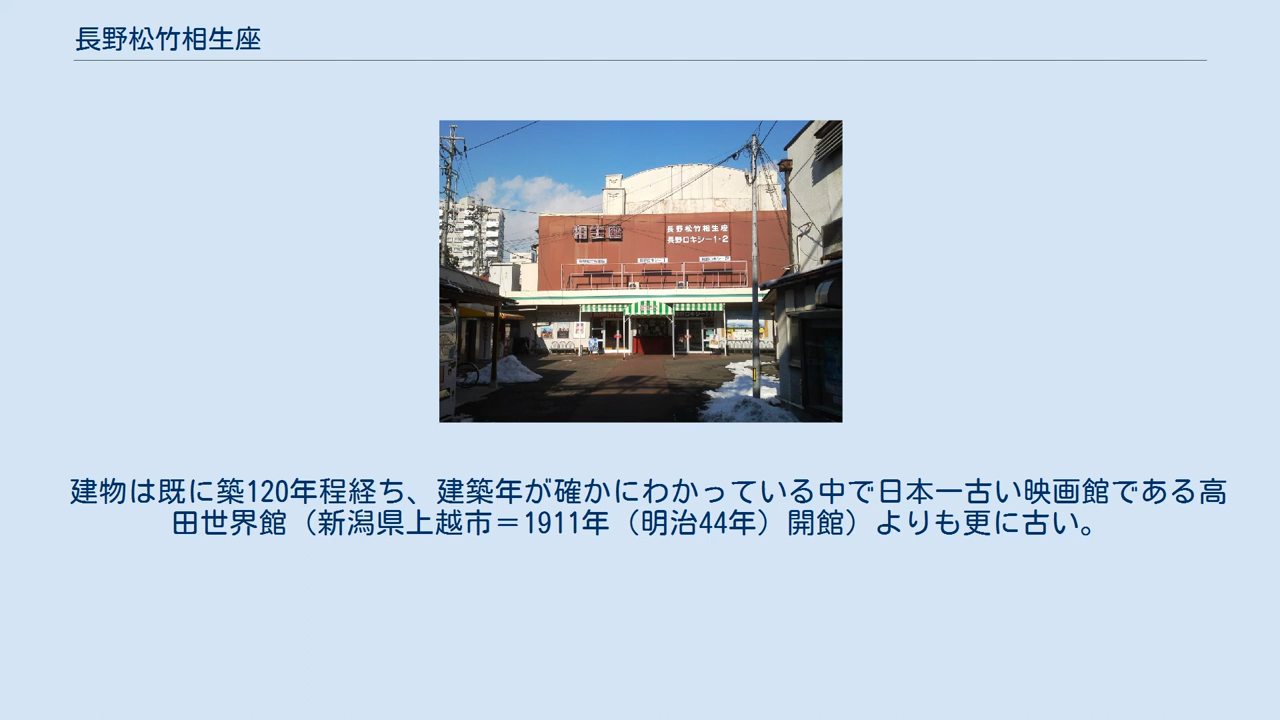 長野松竹相生座
相生座
長野松竹相生座
長野ロキシー1・2
建物は既に築120年程経ち、建築年が確かにわかっている中で日本一古い映画館である高
田世界館（新潟県上越市＝1911年（明治44年）開館）よりも更に古い。